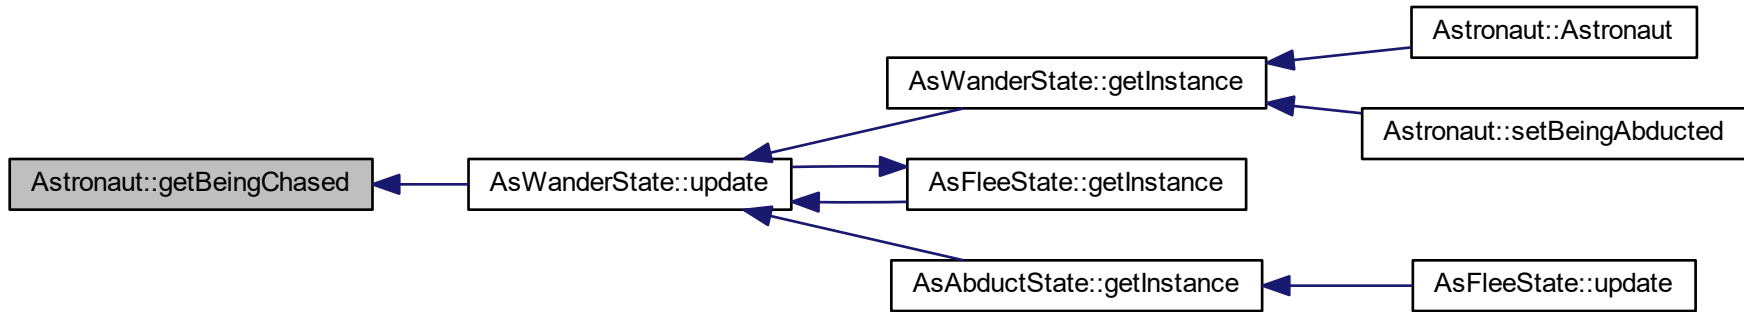 Astronaut::Astronaut
AsWanderState::getInstance
Astronaut::setBeingAbducted
Astronaut::getBeingChased
AsWanderState::update
AsFleeState::getInstance
AsAbductState::getInstance
AsFleeState::update